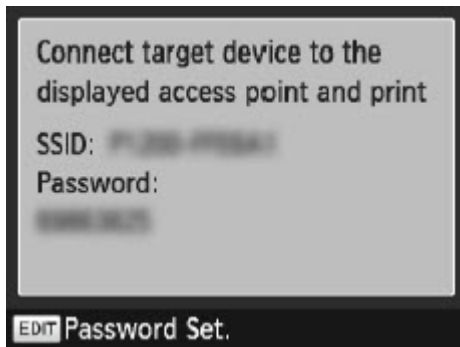 Connect target device to the
displayed access point and print
SSID:
Password:
EDIT Password Set.